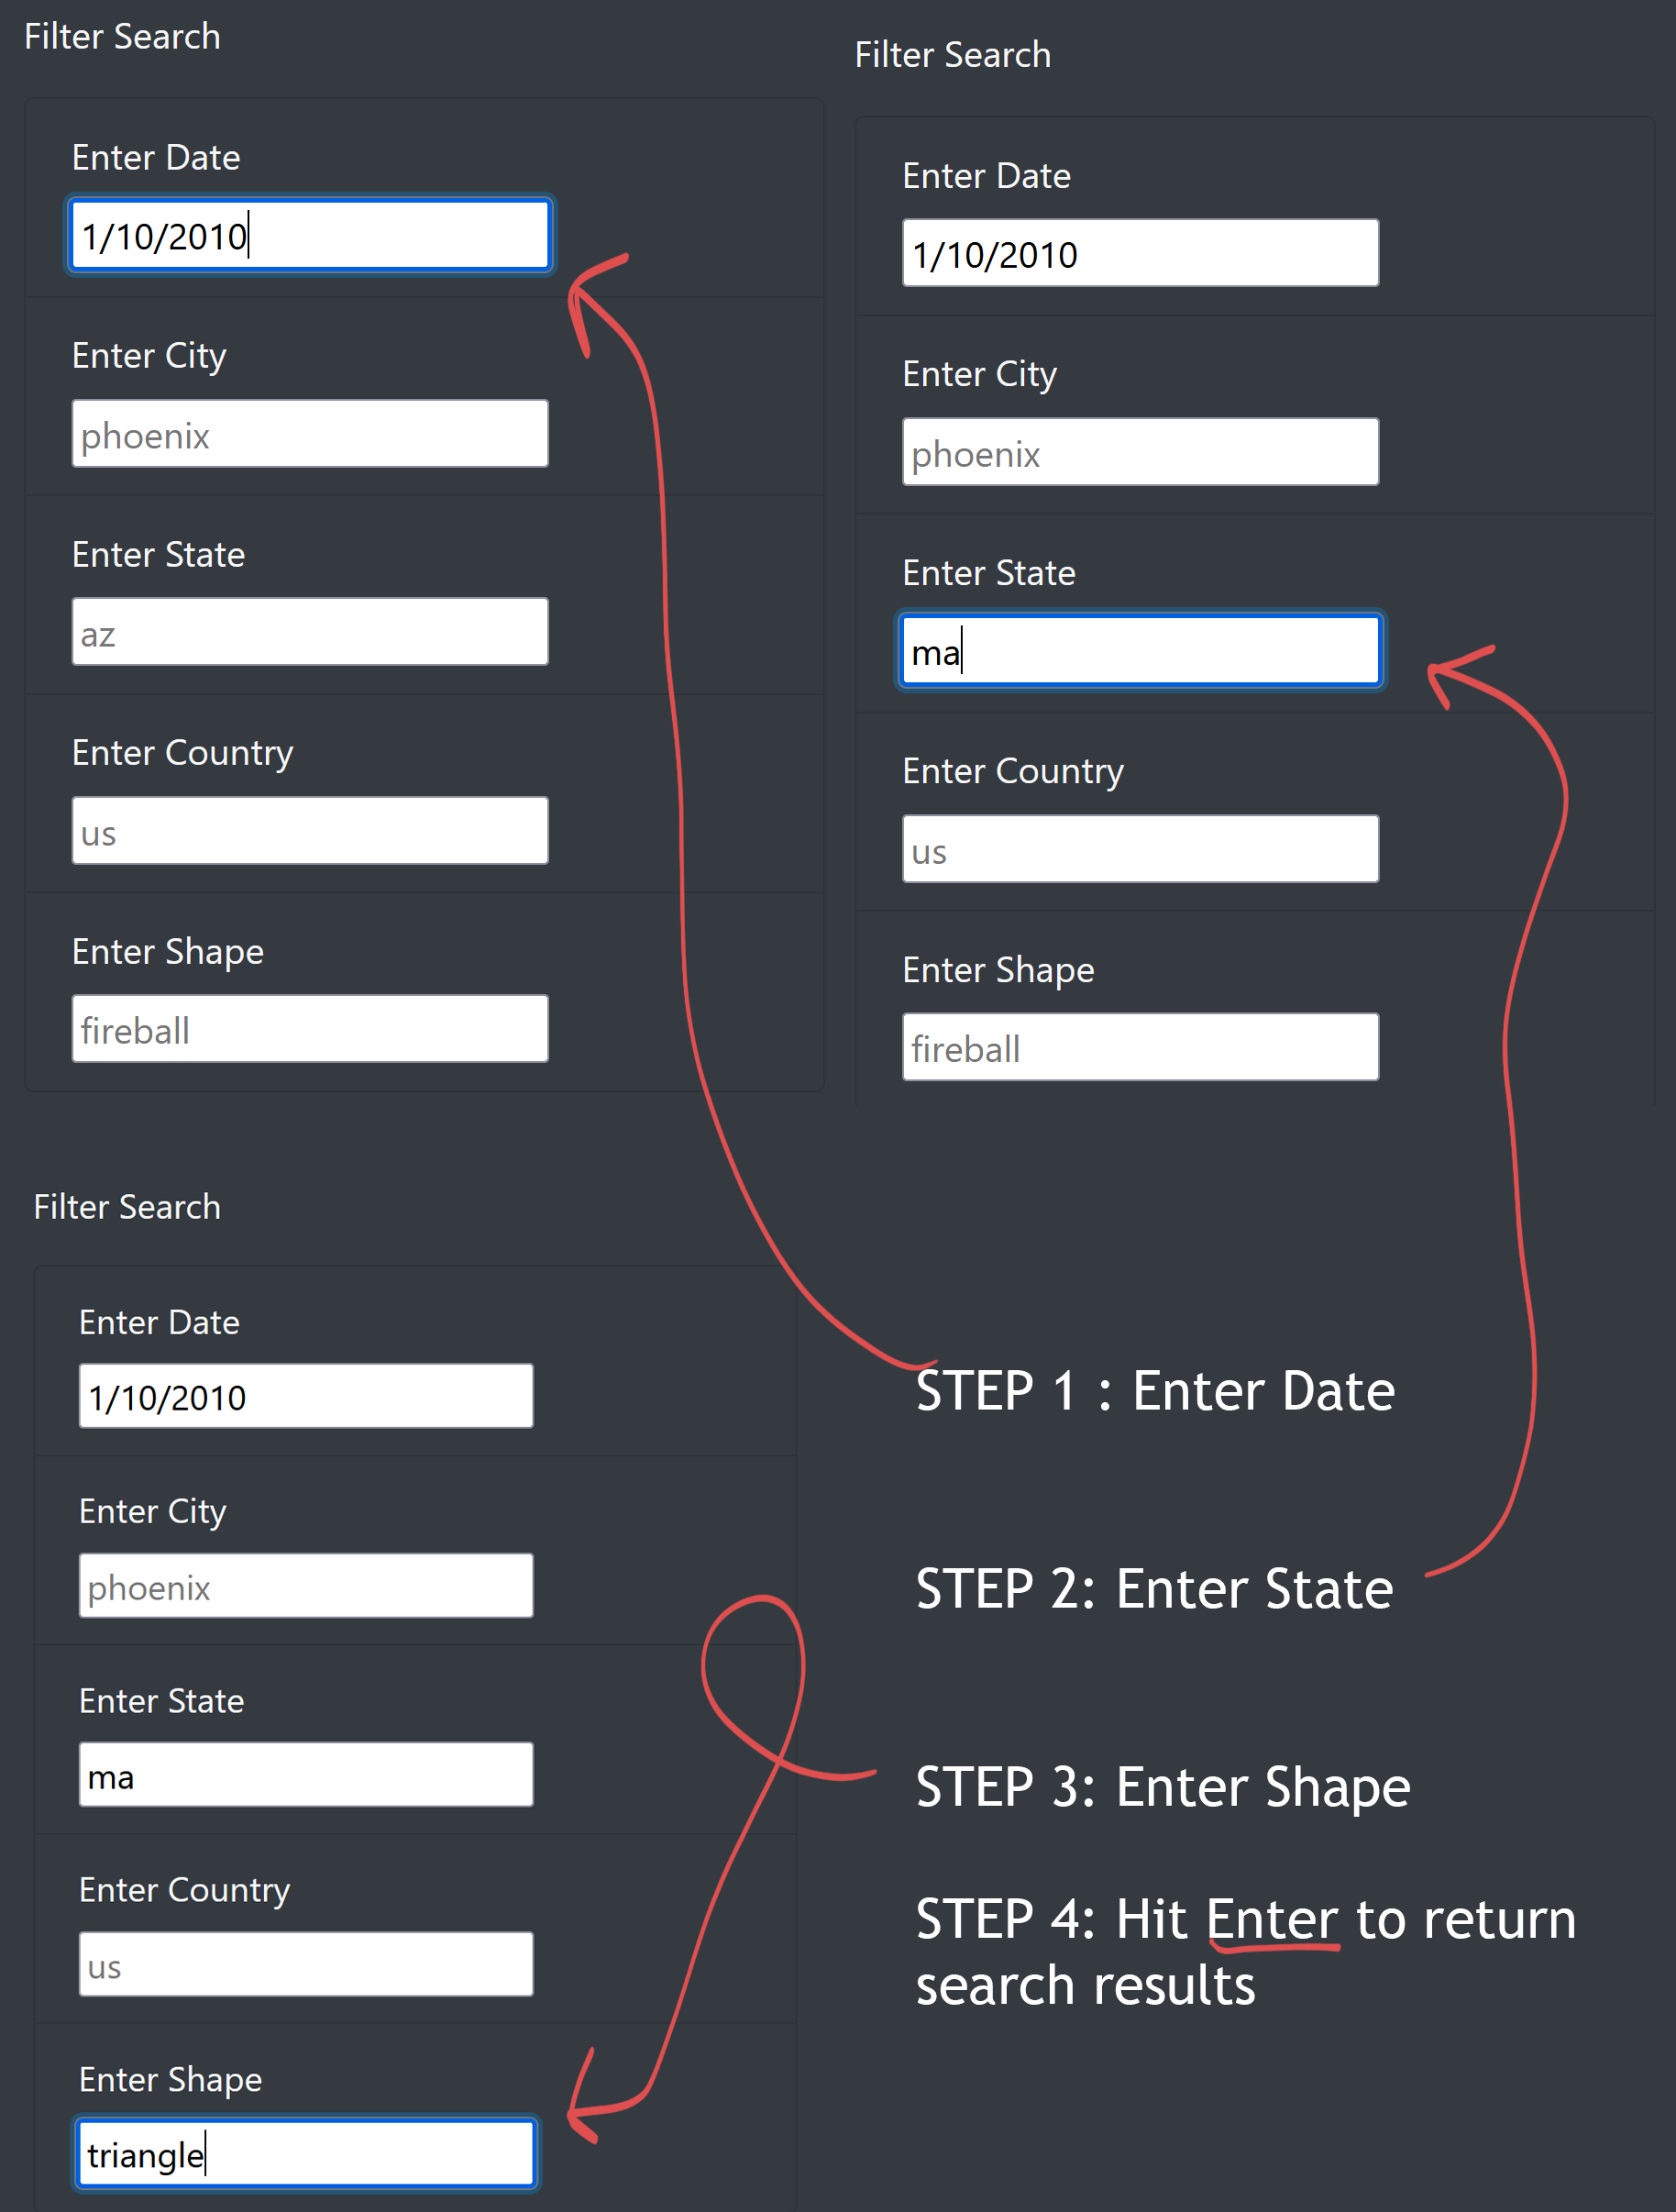 Filter Search
Enter Date
1/10/2010
Enter City
phoenix
Enter State
az
Enter Country
us
Enter Shape
fireball
Filter Search
Enter Date
1/10/2010
Enter City
phoenix
Enter State
ma
Enter Country
us
Enter Shape
fireball
Filter Search
Enter Date
1/10/2010
Enter City
phoenix
Enter State
ma
Enter Country
us
Enter Shape
triangle
STEP 1 : Enter Date
STEP 2: Enter State
STEP 3: Enter Shape
STEP 4: Hit Enter to return
search results